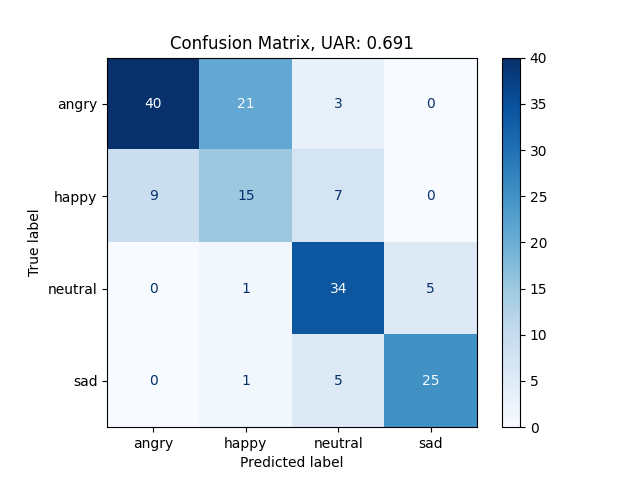 Confusion Matrix, UAR: 0.691
angry 40 21 3 0
happy 9 15 7 0
neutral 0 1 34 5
sad 0 1 5 25
angry happy neutral sad
Predicted label
True label
40
35
30
25
20
15
10
5
0